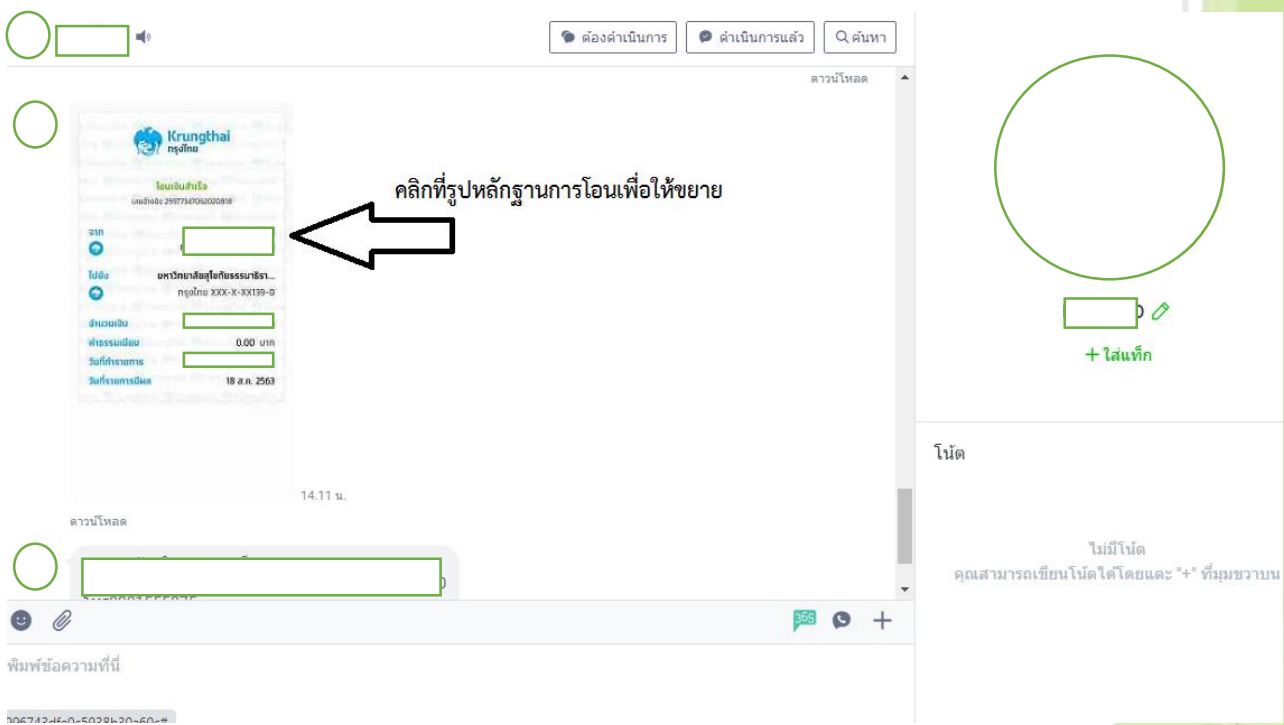 ต้องดำเนินการ
ดำเนินการแล้ว
ค้นหา
ดาวน์โหลด
Krungthai
กรุงไทย
โอนเงินสำเร็จ
คลิกที่รูปหลักฐานการโอนเพื่อให้ขยาย
จาก
ไปยัง มหาวิทยาลัยสุโขทัยธรรมาธิรา...
กรุงไทย XXX-X-XX139-0
จำนวนเงิน
ค่าธรรมเนียม 0.00 บาท
วันที่ทำรายการ
วันที่รายการมีผล 18 ส.ค. 2563
+ ใส่แท็ก
โน้ต
14.11 น.
ดาวน์โหลด
ไม่มีโน้ต
คุณสามารถเขียนโน้ตได้โดยแตะ "+" ที่มุมขวาบน
365
พิมพ์ข้อความที่นี่